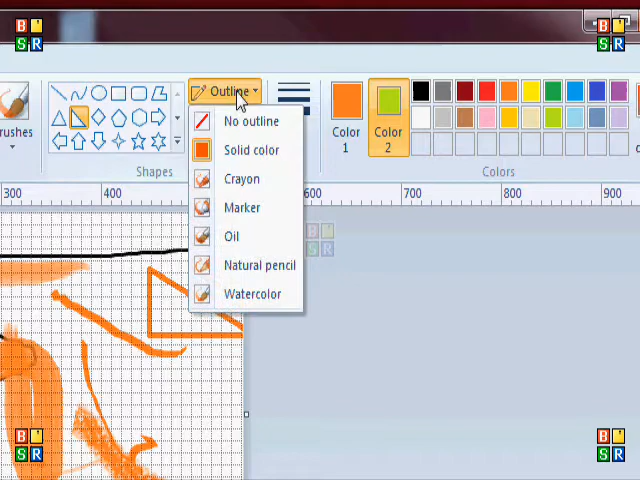 B '
S R
B '
S R
Outline
rushes
Color
1
Color
2
Shapes
Colors
No outline
Solid color
Crayon
Marker
Oil
Natural pencil
Watercolor
300
400
600
700
800
900
B '
S R
B '
S R
B '
S R